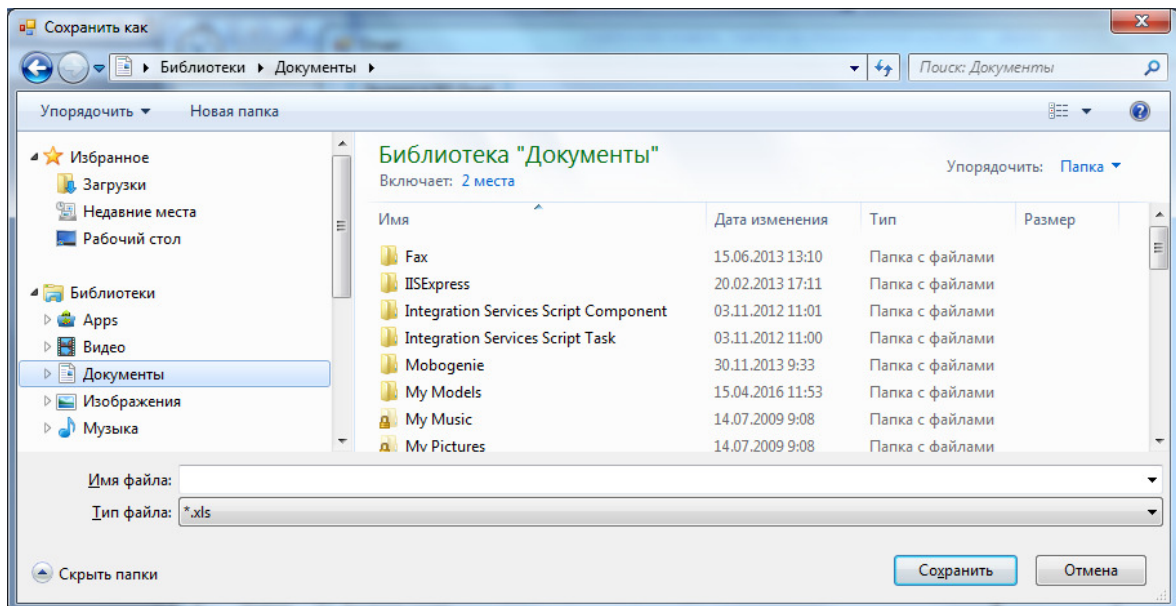 Сохранить как
Библиотеки ▸ Документы ▸
Поиск: Документы
Упорядочить Новая папка
Избранное
Загрузки
Недавние места
Рабочий стол
Библиотеки
Apps
Видео
Документы
Изображения
Музыка
Библиотека "Документы"
Включает: 2 места
Упорядочить: Папка
Имя Дата изменения Тип Размер
Fax 15.06.2013 13:10 Папка с файлами
IISExpress 20.02.2013 17:11 Папка с файлами
Integration Services Script Component 03.11.2012 11:01 Папка с файлами
Integration Services Script Task 03.11.2012 11:00 Папка с файлами
Mobogenie 30.11.2013 9:33 Папка с файлами
My Models 15.04.2016 11:53 Папка с файлами
My Music 14.07.2009 9:08 Папка с файлами
My Pictures 14.07.2009 9:08 Папка с файлами
Имя файла:
Тип файла: *.xls
Скрыть папки
Сохранить Отмена